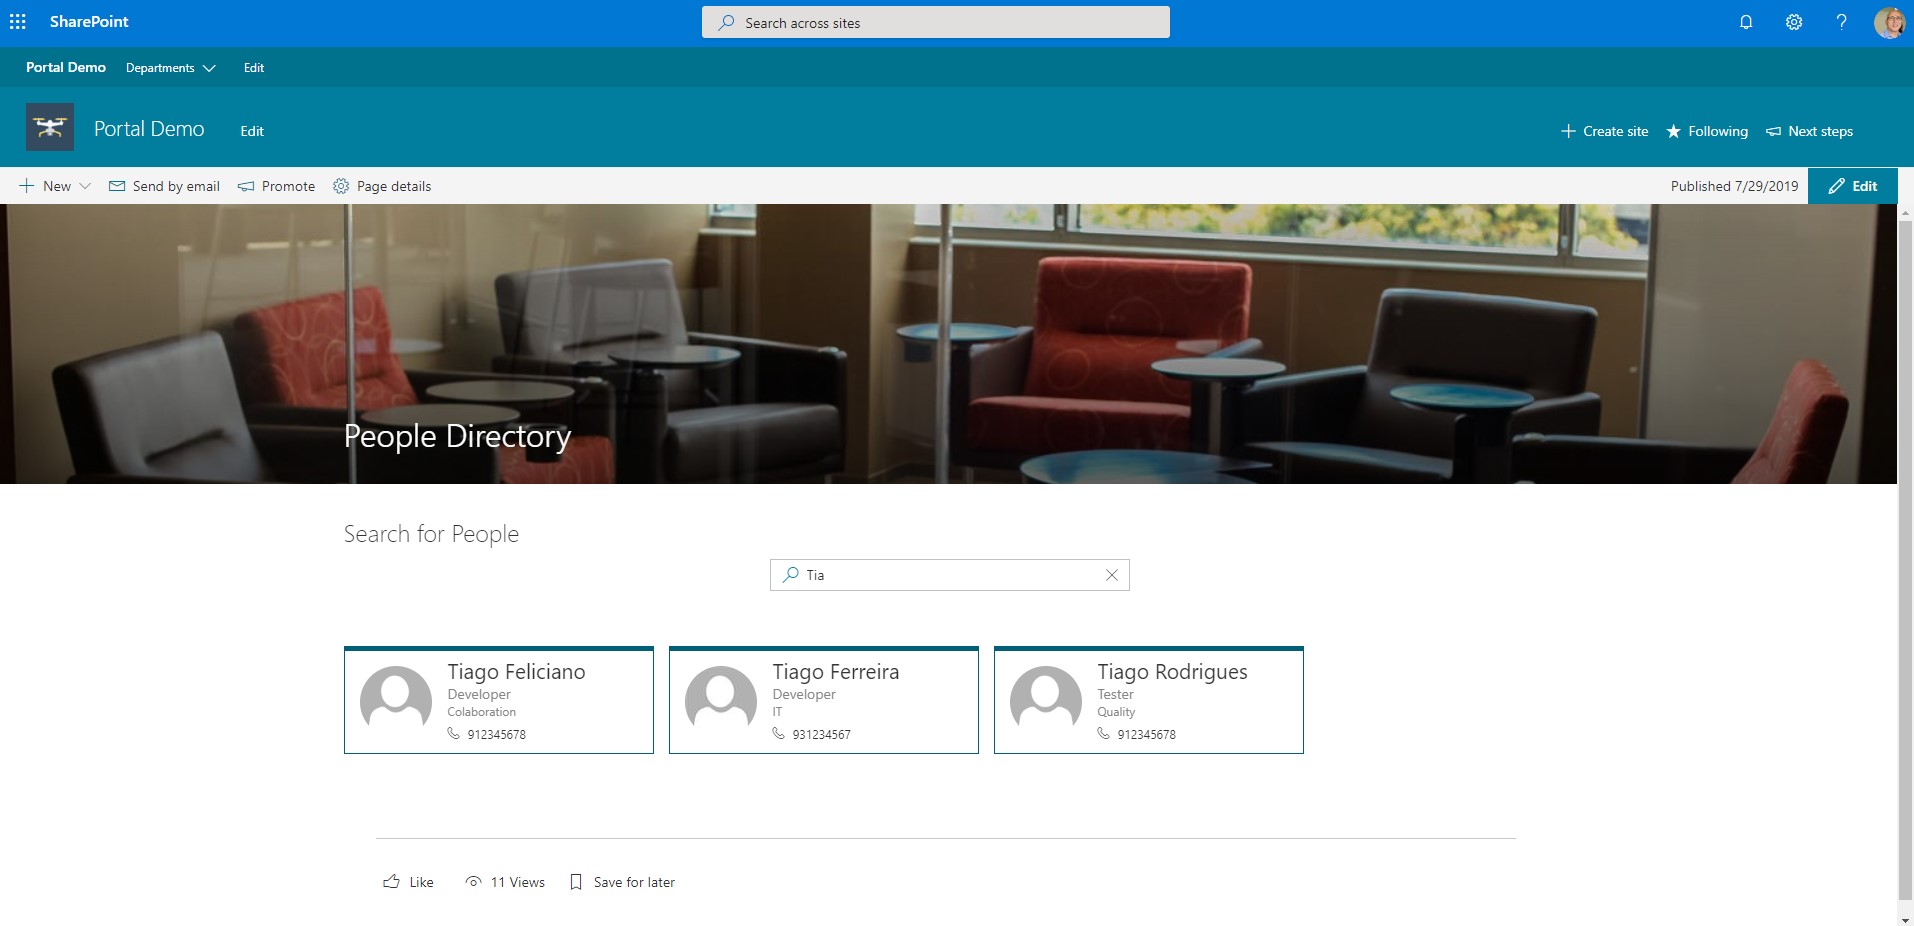 SharePoint
Search across sites
Portal Demo Departments Edit
Portal Demo Edit
Create site Following Next steps
New Send by email Promote Page details
Published 7/29/2019 Edit
People Directory
Search for People
Tia
Tiago Feliciano
Developer
Colaboration
912345678
Tiago Ferreira
Developer
IT
931234567
Tiago Rodrigues
Tester
Quality
912345678
Like 11 Views Save for later